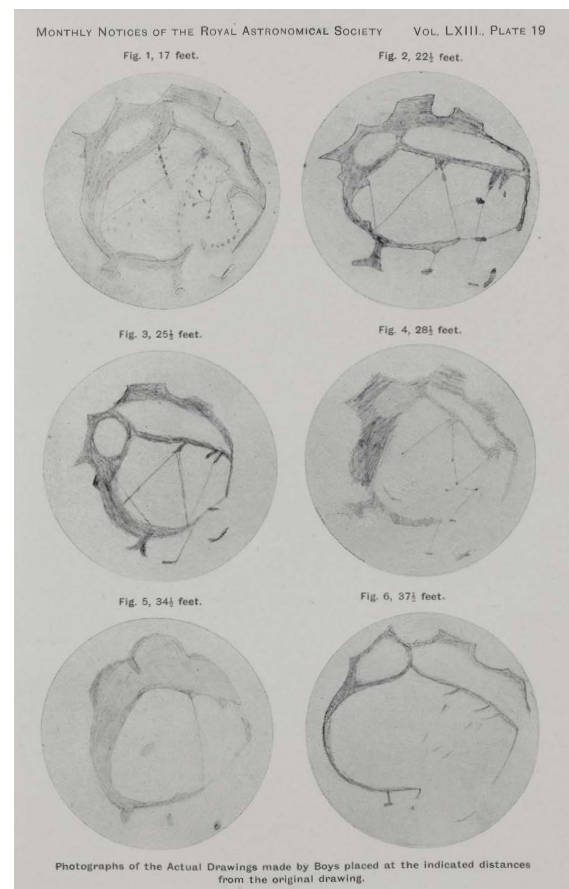 MONTHLY NOTICES OF THE ROYAL ASTRONOMICAL SOCIETY VOL. LXIII., PLATE 19
Fig. 1, 17 feet. Fig. 2, 22½ feet.
Fig. 3, 25½ feet. Fig. 4, 28½ feet.
Fig. 5, 34½ feet. Fig. 6, 37½ feet.
Photographs of the Actual Drawings made by Boys placed at the indicated distances
from the original drawing.